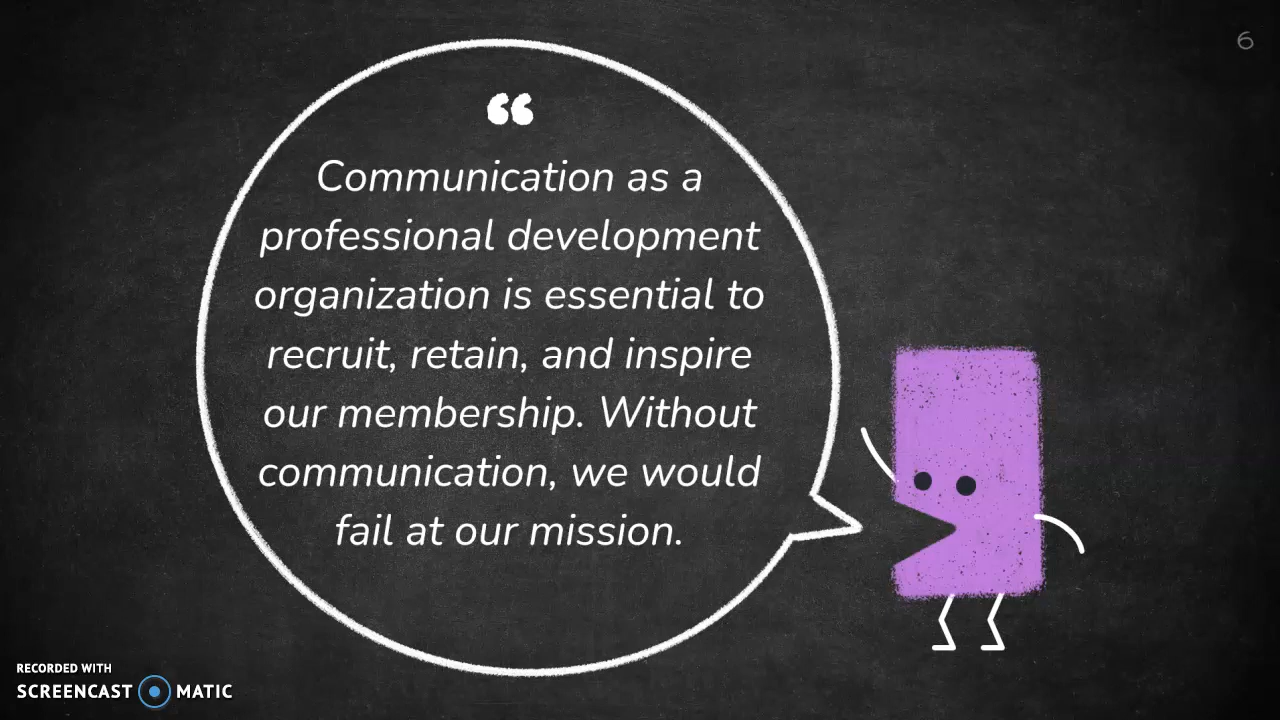 6
“
Communication as a
professional development
organization is essential to
recruit, retain, and inspire
our membership. Without
communication, we would
fail at our mission.
RECORDED WITH
SCREENCAST MATIC